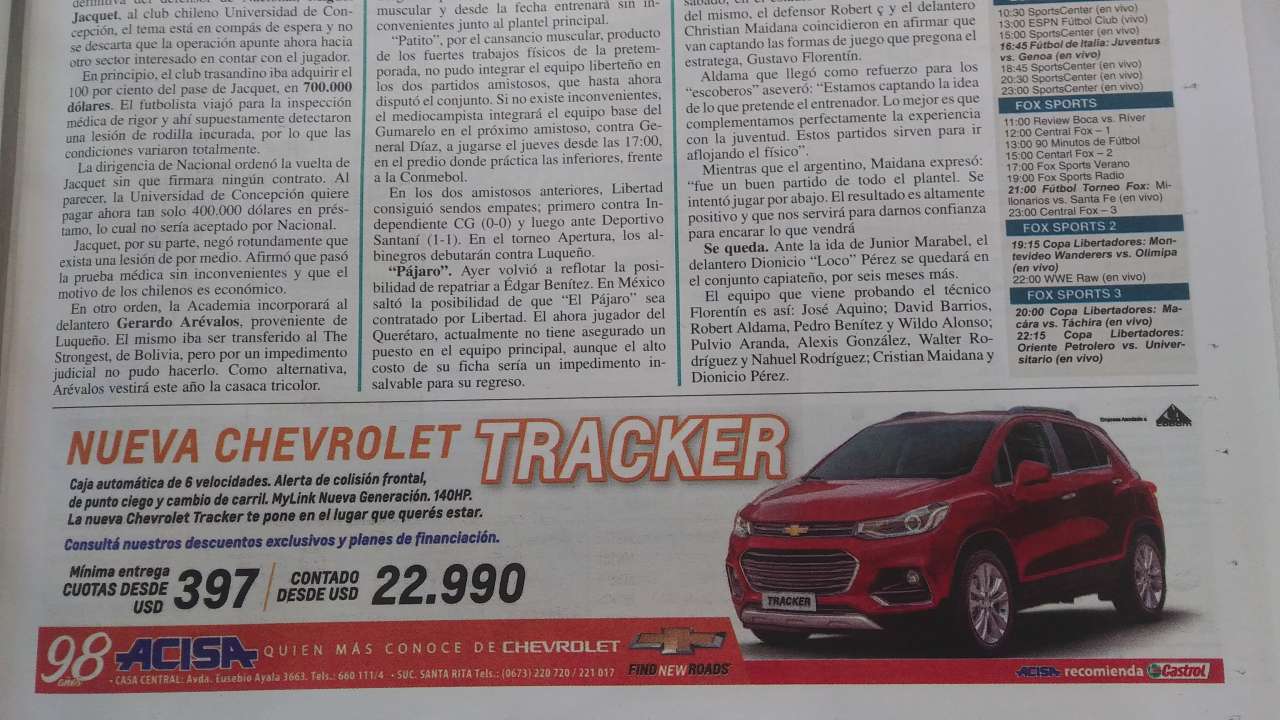 Jacquet, al club chileno Universidad de Con-
cepción, el tema está en compás de espera y no
se descarta que la operación apunte ahora hacia
otro sector interesado en contar con el jugador.
En principio, el club trasandino iba adquirir el
100 por ciento del pase de Jacquet, en 700.000
dólares. El futbolista viajó para la inspección
médica de rigor y ahí supuestamente detectaron
una lesión de rodilla incurada, por lo que las
condiciones variaron totalmente.
La dirigencia de Nacional ordenó la vuelta de
Jacquet sin que firmara ningún contrato. Al
parecer, la Universidad de Concepción quiere
pagar ahora tan solo 400.000 dólares en prés-
tamo, lo cual no sería aceptado por Nacional.
Jacquet, por su parte, negó rotundamente que
exista una lesión de por medio. Afirmó que pasó
la prueba médica sin inconvenientes y que el
motivo de los chilenos es económico.
En otro orden, la Academia incorporará al
delantero Gerardo Arévalos, proveniente de
Luqueño. El mismo iba ser transferido al The
Strongest, de Bolivia, pero por un impedimento
judicial no pudo hacerlo. Como alternativa,
Arévalos vestirá este año la casaca tricolor.
muscular y desde la fecha entrenará sin in-
convenientes junto al plantel principal.
“Patito”, por el cansancio muscular, producto
de los fuertes trabajos físicos de la pretem-
porada, no pudo integrar el equipo liberteño en
los dos partidos amistosos, que hasta ahora
disputó el conjunto. Si no existe inconvenientes,
el mediocampista integrará el equipo base del
Gumarelo en el próximo amistoso, contra Ge-
neral Díaz, a jugarse el jueves desde las 17:00,
en el predio donde práctica las inferiores, frente
a la Conmebol.
En los dos amistosos anteriores, Libertad
consiguió sendos empates; primero contra In-
dependiente CG (0-0) y luego ante Deportivo
Santaní (1-1). En el torneo Apertura, los al-
binegros debutarán contra Luqueño.
“Pájaro”. Ayer volvió a reflotar la posi-
bilidad de repatriar a Édgar Benítez. En México
dan la posibilidad de que “El Pájaro” sea
contratado por Libertad. El ahora jugador del
Querétaro, actualmente no tiene asegurado un
puesto en el equipo principal, aunque el alto
costo de su ficha sería un impedimento in-
salvable para su regreso.
del mismo, el defensor Robert ç y el delantero
Christian Maidana coincidieron en afirmar que
van captando las formas de juego que pregona el
estratega, Gustavo Florentín.
Aldama que llegó como refuerzo para los
“escoberos” aseveró: “Estamos captando la idea
de lo que pretende el entrenador. Lo mejor es que
complementamos perfectamente la experiencia
con la juventud. Estos partidos sirven para ir
aflojando el físico”.
Mientras que el argentino, Maidana expresó:
“fue un buen partido de todo el plantel. Se
intentó jugar por abajo. El resultado es altamente
positivo y que nos servirá para darnos confianza
para encarar lo que vendrá
Se queda. Ante la ida de Junior Marabel, el
delantero Dionicio “Loco” Pérez se quedará en
el conjunto capiateño, por seis meses más.
El equipo que viene probando el técnico
Florentín es así: José Aquino; David Barrios,
Robert Aldama, Pedro Benítez y Wildo Alonso;
Pulvio Aranda, Alexis González, Walter Ro-
dríguez y Nahuel Rodríguez; Cristian Maidana y
Dionicio Pérez.
10:30 SportsCenter (en vivo)
13:00 ESPN Fútbol Club (vivo)
15:00 SportsCenter (en vivo)
16:45 Fútbol de Italia: Juventus
vs. Genoa (en vivo)
18:45 SportsCenter (en vivo)
20:30 SportsCenter (en vivo)
23:00 SportsCenter (en vivo)
FOX SPORTS
11:00 Review Boca vs. River
12:00 Central Fox – 1
13:00 90 Minutos de Fútbol
15:00 Centarl Fox – 2
17:00 Fox Sports Verano
19:00 Fox Sports Radio
21:00 Fútbol Torneo Fox: Mi-
llonarios vs. Santa Fe (en vivo)
23:00 Central Fox – 3
FOX SPORTS 2
19:15 Copa Libertadores: Mon-
tevideo Wanderers vs. Olimipa
(en vivo)
22:00 WWE Raw (en vivo)
FOX SPORTS 3
20:00 Copa Libertadores: Ma-
cára vs. Táchira (en vivo)
22:15 Copa Libertadores:
Oriente Petrolero vs. Univer-
sitario (en vivo)
NUEVA CHEVROLET TRACKER
Caja automática de 6 velocidades. Alerta de colisión frontal,
de punto ciego y cambio de carril. MyLink Nueva Generación. 140HP.
La nueva Chevrolet Tracker te pone en el lugar que querés estar.
Consultá nuestros descuentos exclusivos y planes de financiación.
Mínima entrega
CUOTAS DESDE
USD 397
CONTADO
DESDE USD 22.990
Empresa Asociada a
TRACKER
98 ACISA QUIEN MÁS CONOCE DE CHEVROLET
• CASA CENTRAL: Avda. Eusebio Ayala 3663. Tels.: 660 111/4 • SUC. SANTA RITA Tels.: (0673) 220 720 / 221 017
FIND NEW ROADS
ACISA recomienda Castrol